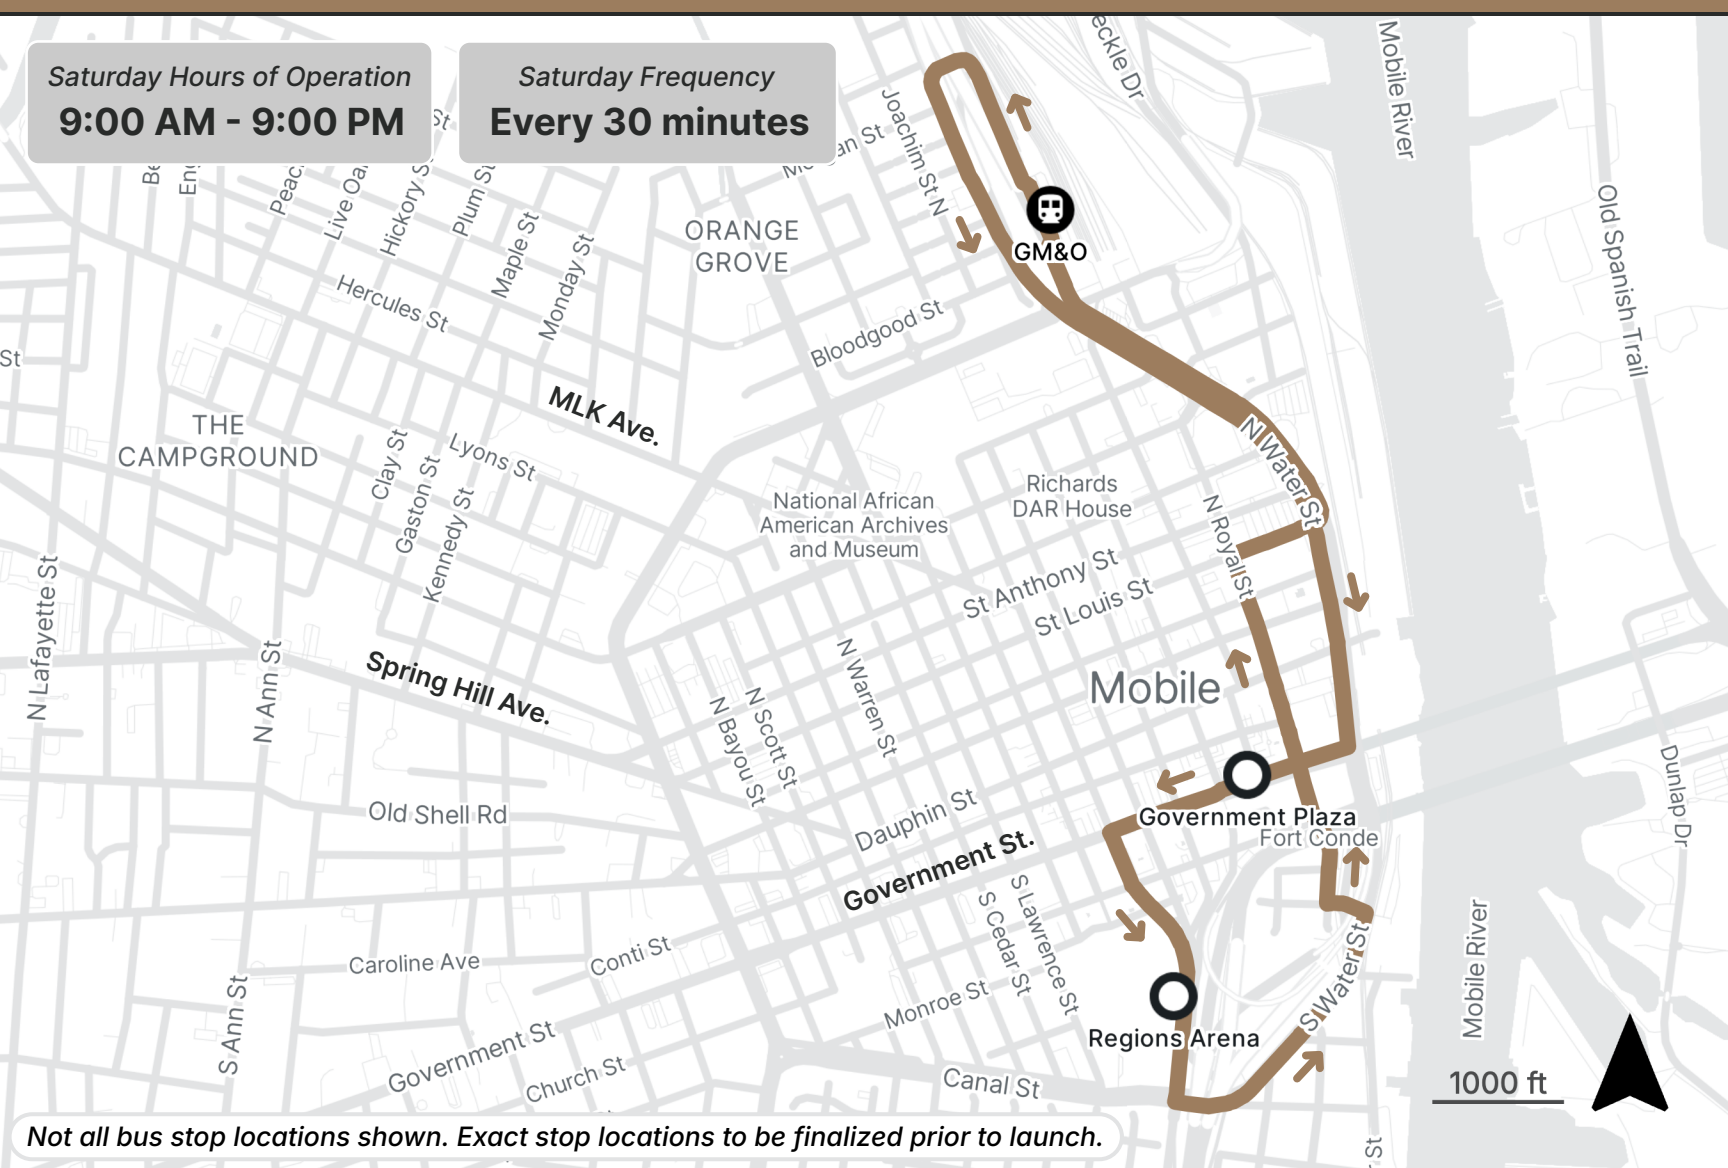 Saturday Hours of Operation
9:00 AM - 9:00 PM
Saturday Frequency
Every 30 minutes
Mobile River
Joachim St N
Old Spanish Trail
Live Oa
Hickory S
Plum St
Maple St
Monday St
ORANGE
GROVE
GM&O
Hercules St
Bloodgood St
St
MLK Ave.
THE
CAMPGROUND
Clay St
Gaston St
Kennedy St
Lyons St
N Water St
Richards
DAR House
National African
American Archives
and Museum
N Royal St
St Anthony St
St Louis St
N Lafayette St
N Ann St
Spring Hill Ave.
N Bayou St
N Scott St
N Warren St
Mobile
Dunlap Dr
Old Shell Rd
Dauphin St
Government Plaza
Fort Conde
Government St.
S Cedar St
S Lawrence St
Caroline Ave
Conti St
Monroe St
S Ann St
S Water St
Mobile River
Regions Arena
Government St
Church St
Canal St
1000 ft
Not all bus stop locations shown. Exact stop locations to be finalized prior to launch.
St